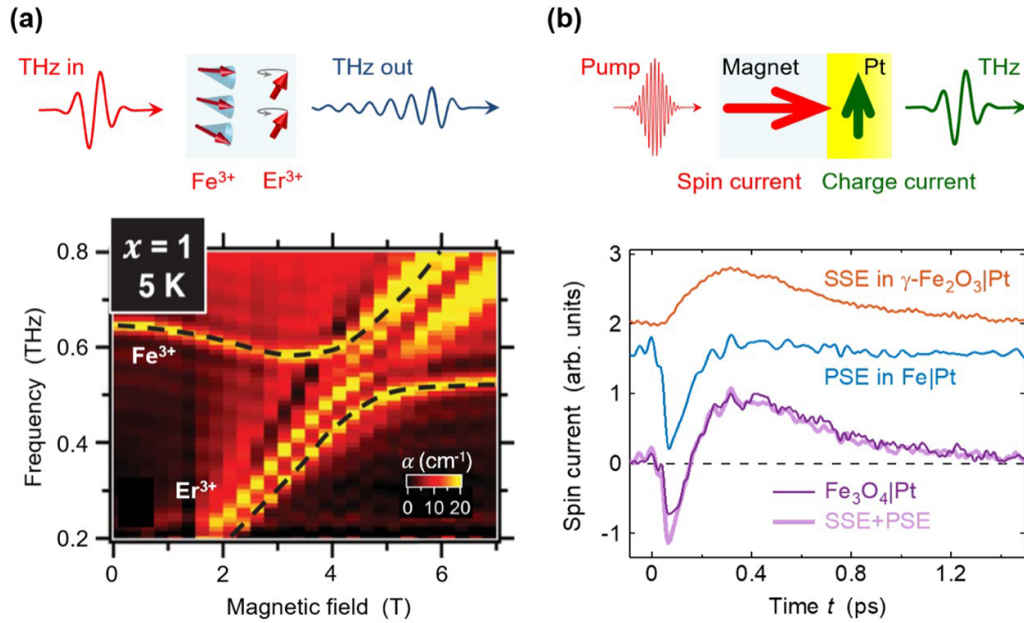 (a)
THz in
THz out
Fe³⁺
Er³⁺
x = 1
5 K
0.8
0.6
0.4
0.2
Frequency (THz)
Fe³⁺
Er³⁺
α (cm⁻¹)
0 10 20
0 2 4 6
Magnetic field (T)
(b)
Pump
Magnet
Pt
THz
Spin current
Charge current
3
2
1
0
-1
Spin current (arb. units)
SSE in γ-Fe₂O₃|Pt
PSE in Fe|Pt
Fe₃O₄|Pt
SSE+PSE
0 0.4 0.8 1.2
Time t (ps)